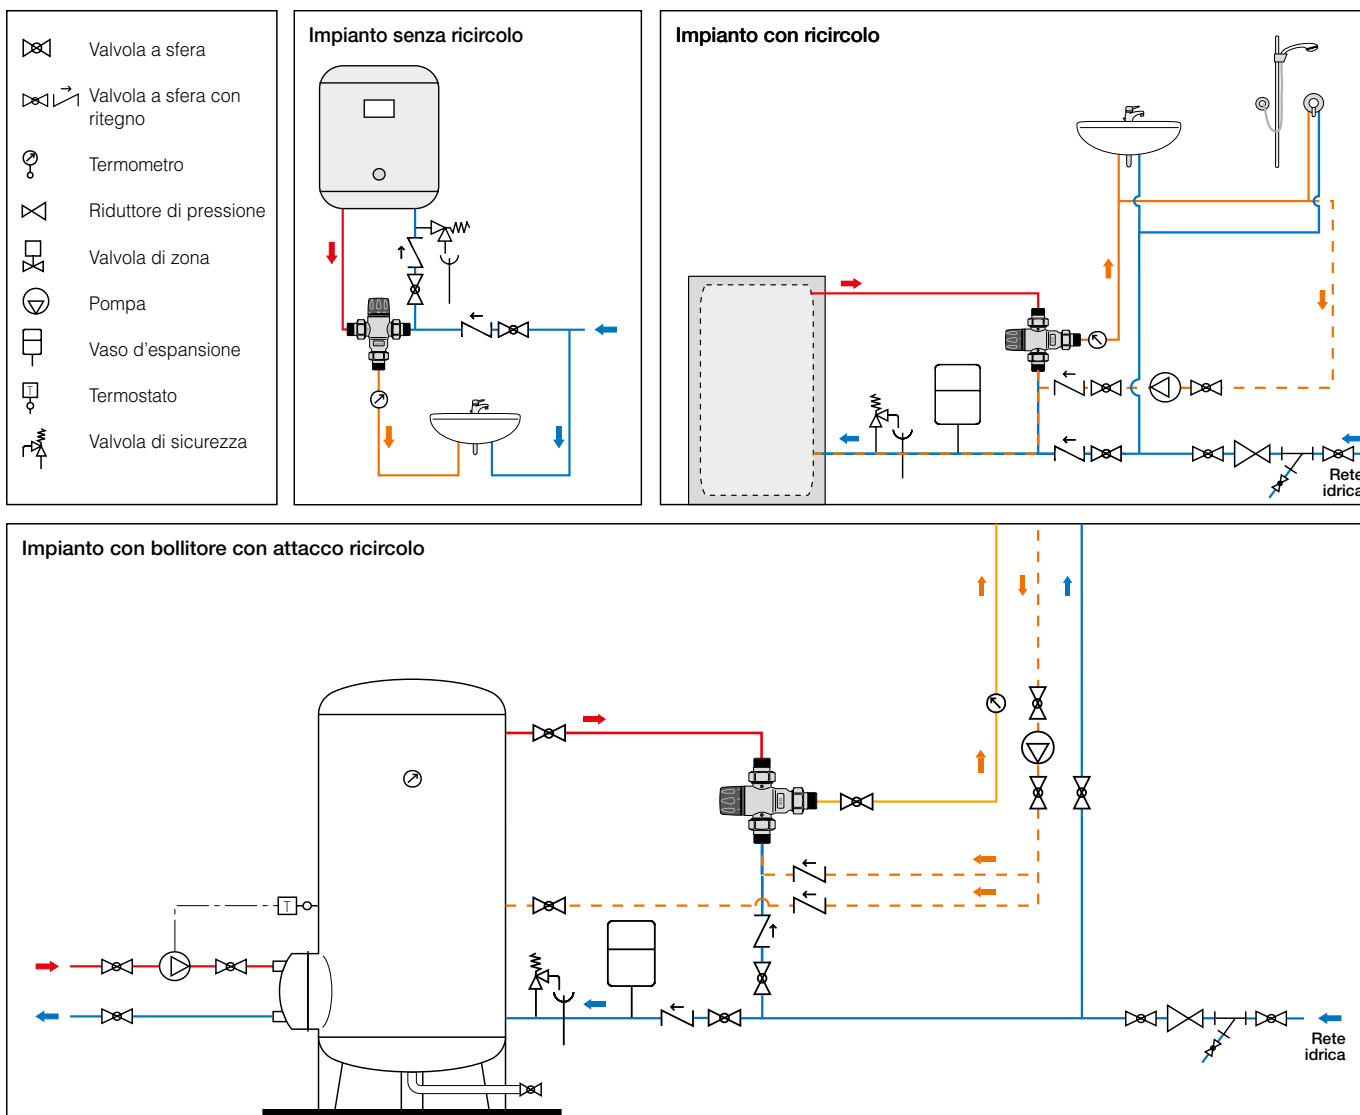 Valvola a sfera
Valvola a sfera con
ritegno
Termometro
Riduttore di pressione
Valvola di zona
Pompa
Vaso d'espansione
T
Termostato
Valvola di sicurezza
Impianto senza ricircolo
Impianto con ricircolo
Rete
idrica
Impianto con bollitore con attacco ricircolo
T
Rete
idrica